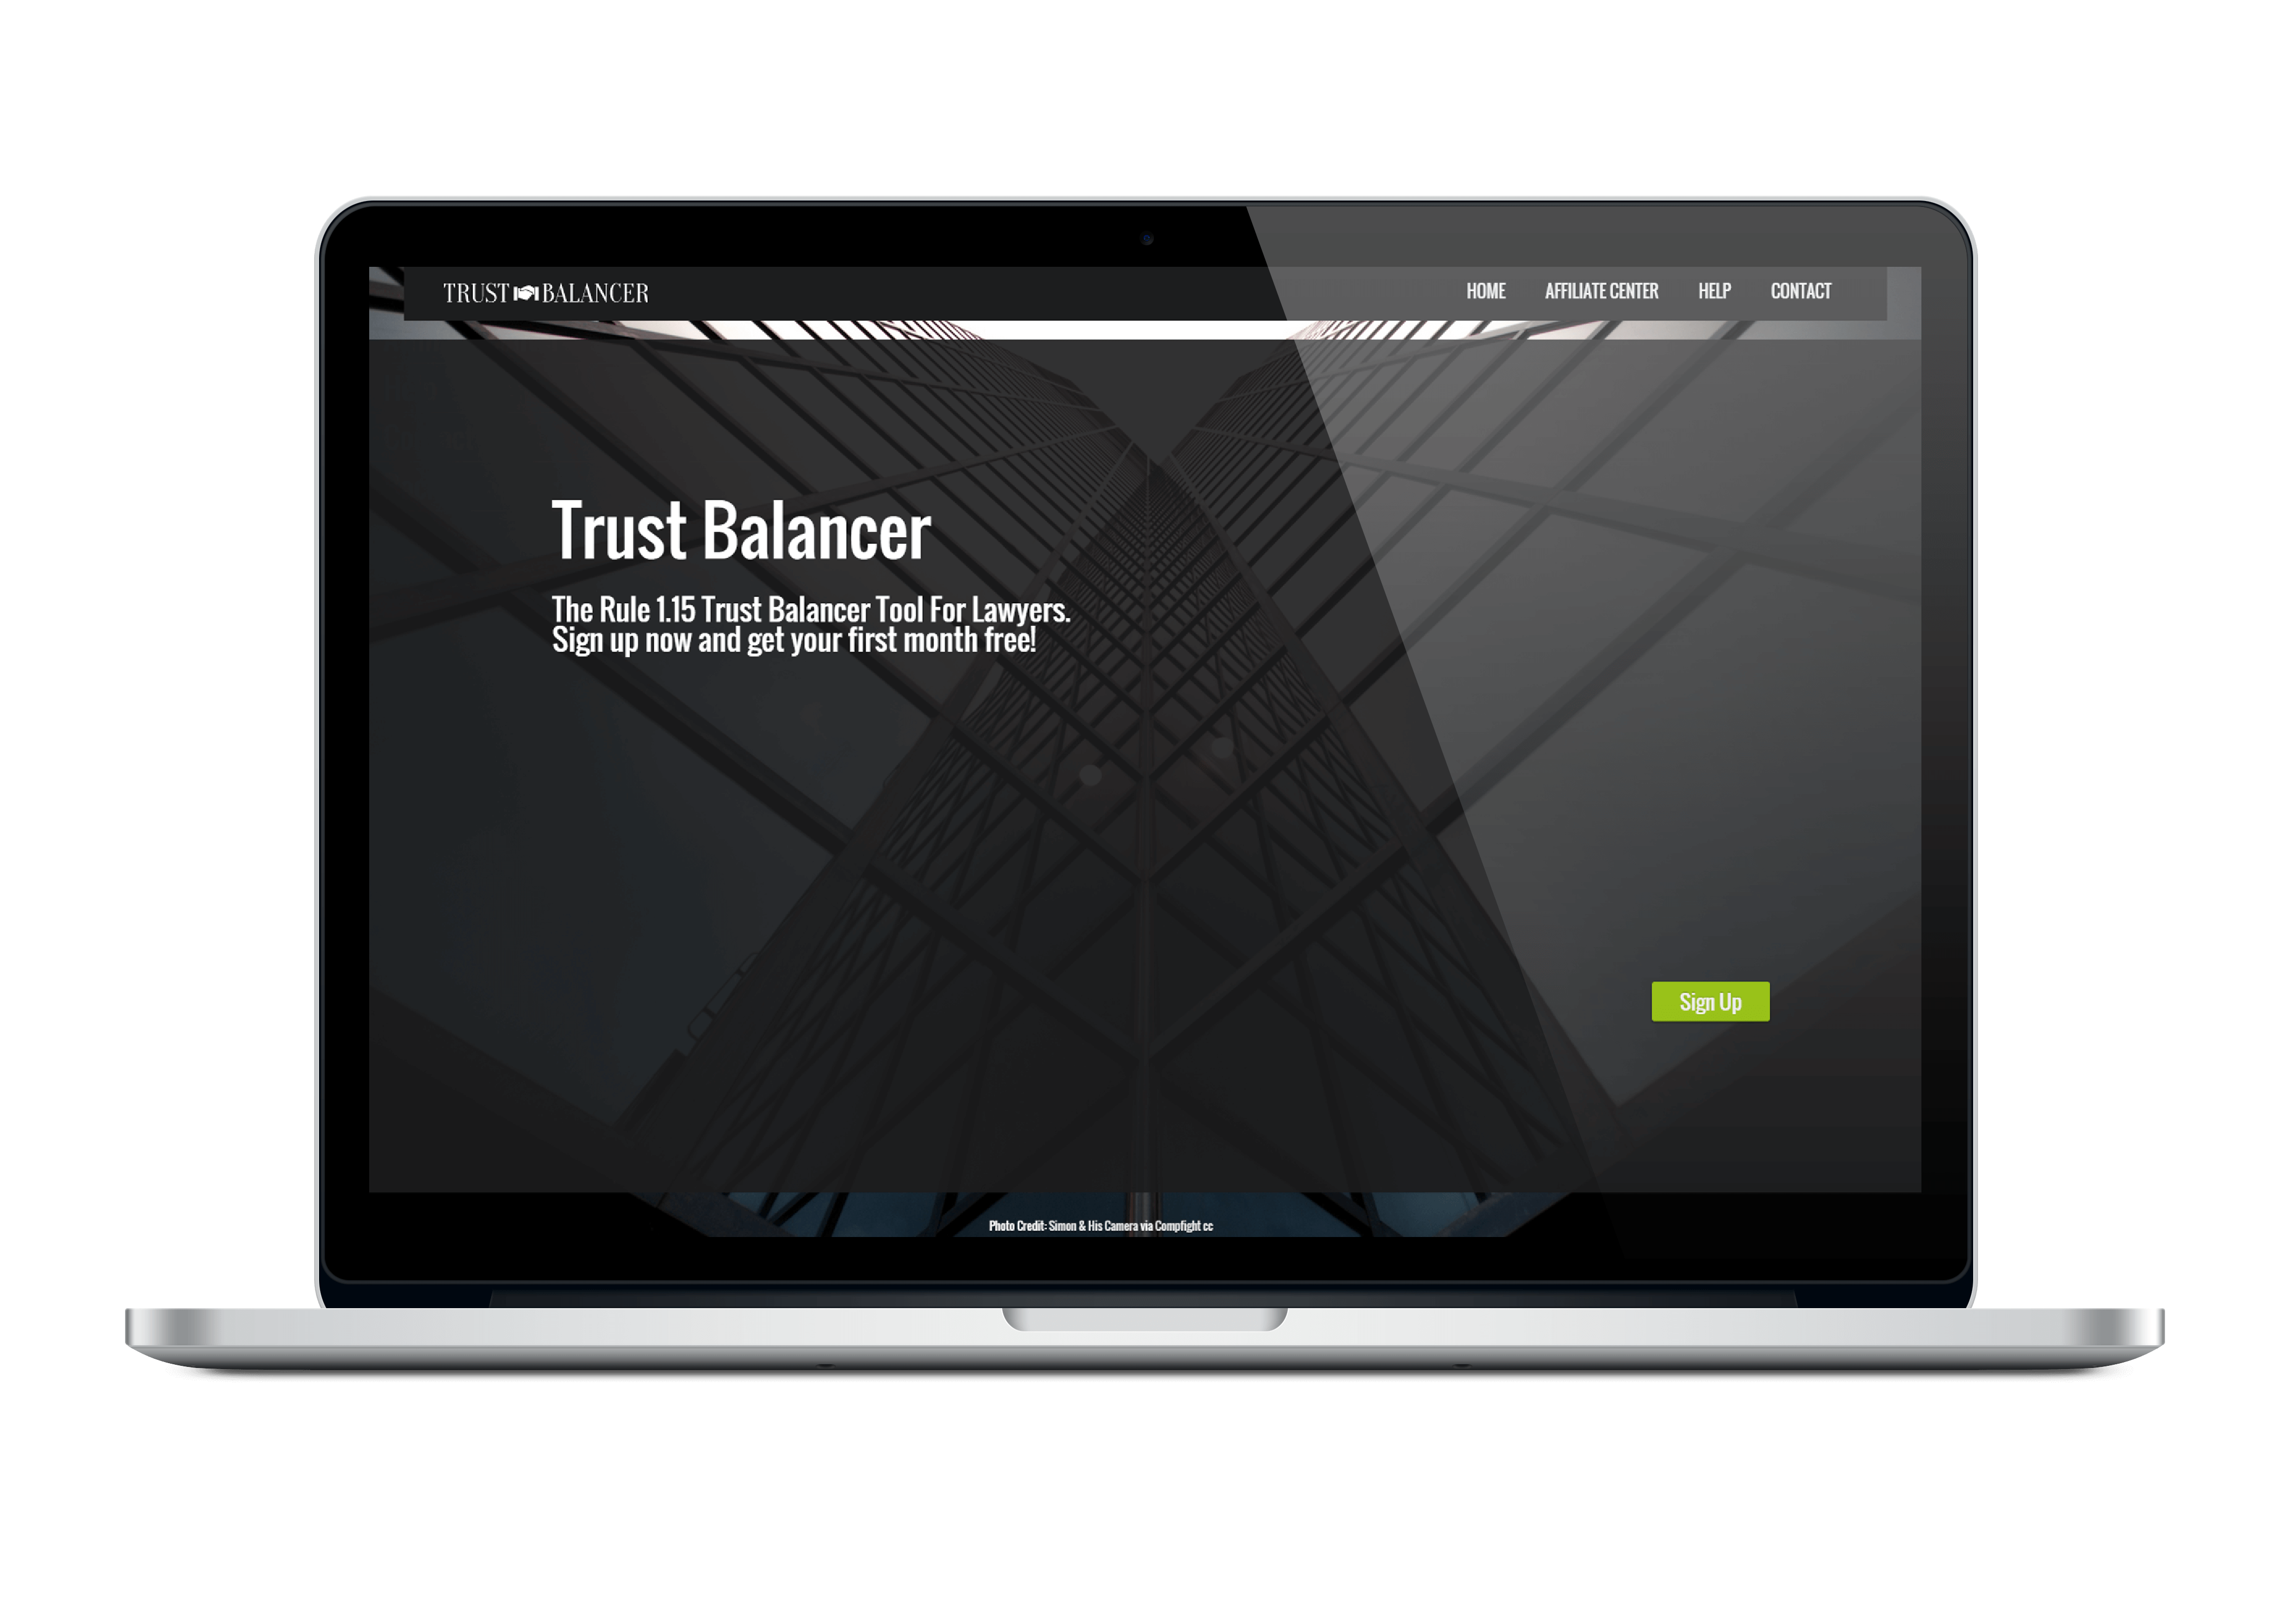 TRUST BALANCER
HOME AFFILIATE CENTER HELP CONTACT
Trust Balancer
The Rule 1.15 Trust Balancer Tool For Lawyers.
Sign up now and get your first month free!
Sign Up
Photo Credit: Simon & His Camera via Compfight cc